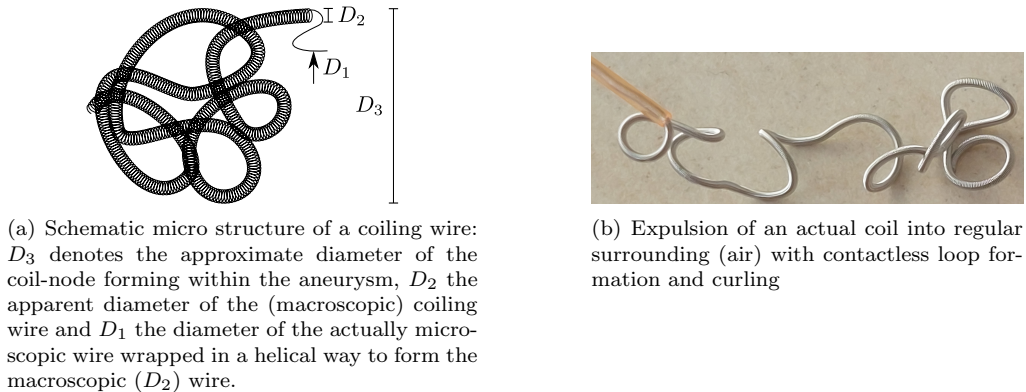 D₂
D₁
D₃
(a) Schematic micro structure of a coiling wire:
D₃ denotes the approximate diameter of the
coil-node forming within the aneurysm, D₂ the
apparent diameter of the (macroscopic) coiling
wire and D₁ the diameter of the actually micro-
scopic wire wrapped in a helical way to form the
macroscopic (D₂) wire.
(b) Expulsion of an actual coil into regular
surrounding (air) with contactless loop for-
mation and curling